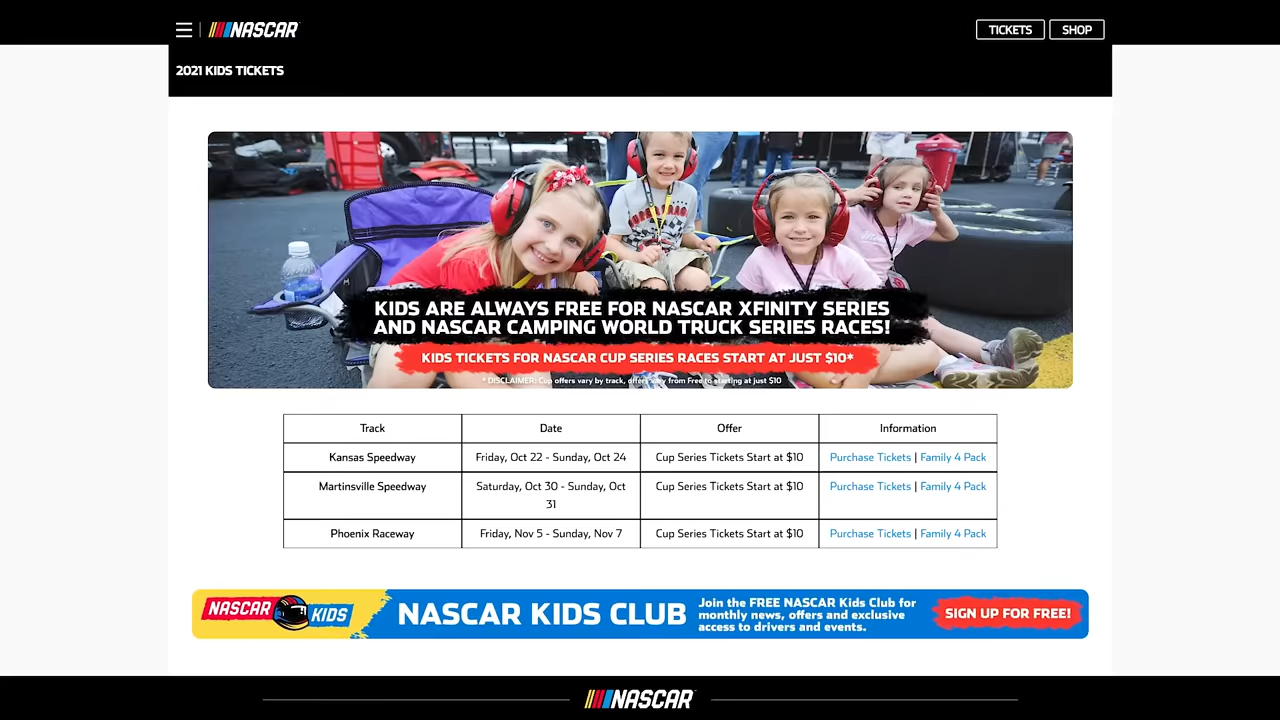 NASCAR
TICKETS
SHOP
2021 KIDS TICKETS
KIDS ARE ALWAYS FREE FOR NASCAR XFINITY SERIES
AND NASCAR CAMPING WORLD TRUCK SERIES RACES!
KIDS TICKETS FOR NASCAR CUP SERIES RACES START AT JUST $10*
* DISCLAIMER: Cup offers vary by track, offers vary from Free to starting at just $10
Track Date Offer Information
Kansas Speedway Friday, Oct 22 - Sunday, Oct 24 Cup Series Tickets Start at $10 Purchase Tickets | Family 4 Pack
Martinsville Speedway Saturday, Oct 30 - Sunday, Oct Cup Series Tickets Start at $10 Purchase Tickets | Family 4 Pack
31
Phoenix Raceway Friday, Nov 5 - Sunday, Nov 7 Cup Series Tickets Start at $10 Purchase Tickets | Family 4 Pack
NASCAR KIDS
NASCAR KIDS CLUB
Join the FREE NASCAR Kids Club for
monthly news, offers and exclusive
access to drivers and events.
SIGN UP FOR FREE!
NASCAR